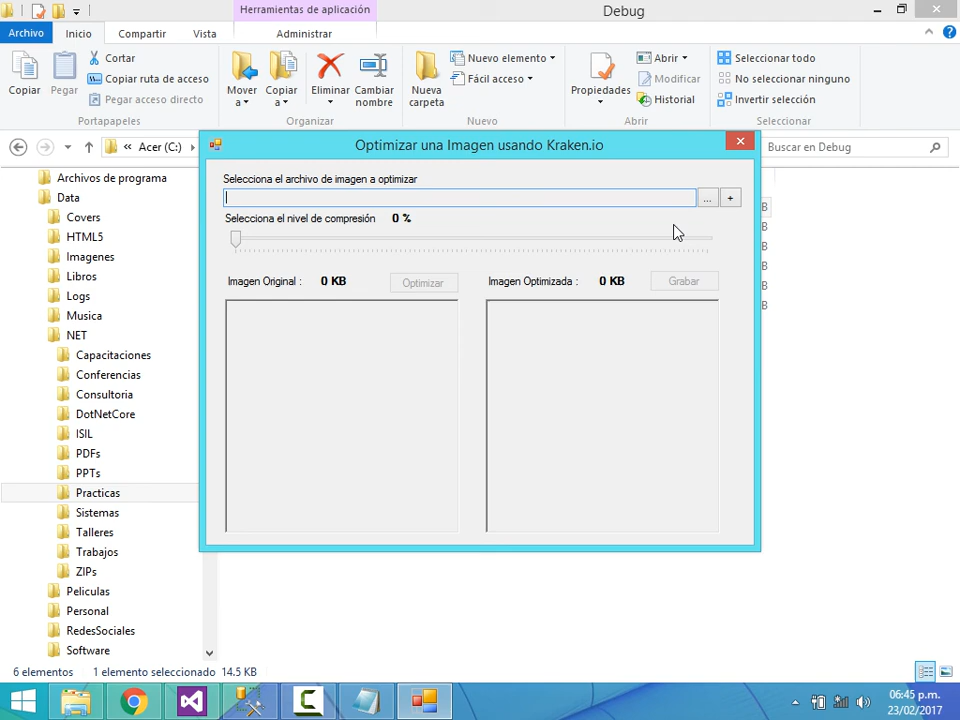 Herramientas de aplicación
Debug
Archivo
Inicio
Compartir
Vista
Administrar
Copiar
Pegar
Cortar
Copiar ruta de acceso
Pegar acceso directo
Portapapeles
Mover a
Copiar a
Eliminar
Cambiar nombre
Organizar
Nueva carpeta
Nuevo elemento
Fácil acceso
Nuevo
Propiedades
Abrir
Modificar
Historial
Abrir
Seleccionar todo
No seleccionar ninguno
Invertir selección
Seleccionar
« Acer (C:)
Buscar en Debug
Archivos de programa
Data
Covers
HTML5
Imagenes
Libros
Logs
Musica
NET
Capacitaciones
Conferencias
Consultoria
DotNetCore
ISIL
PDFs
PPTs
Practicas
Sistemas
Talleres
Trabajos
ZIPs
Peliculas
Personal
RedesSociales
Software
Optimizar una Imagen usando Kraken.io
Selecciona el archivo de imagen a optimizar
... +
Selecciona el nivel de compresión 0 %
Imagen Original : 0 KB Optimizar
Imagen Optimizada : 0 KB Grabar
B
B
B
B
B
B
6 elementos 1 elemento seleccionado 14.5 KB
06:45 p.m.
23/02/2017